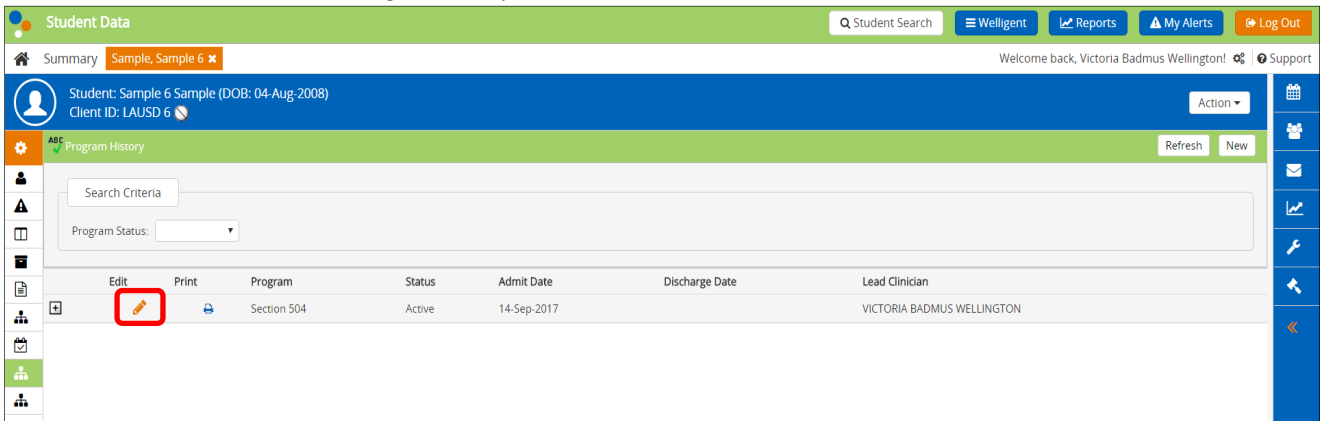 Student Data
Student Search
Welligent
Reports
My Alerts
Log Out
Summary
Sample, Sample 6
Welcome back, Victoria Badmus Wellington!
Support
Student: Sample 6 Sample (DOB: 04-Aug-2008)
Client ID: LAUSD 6
Action
ABC
Program History
Refresh
New
Search Criteria
Program Status:
Edit Print Program Status Admit Date Discharge Date Lead Clinician
Section 504 Active 14-Sep-2017 VICTORIA BADMUS WELLINGTON